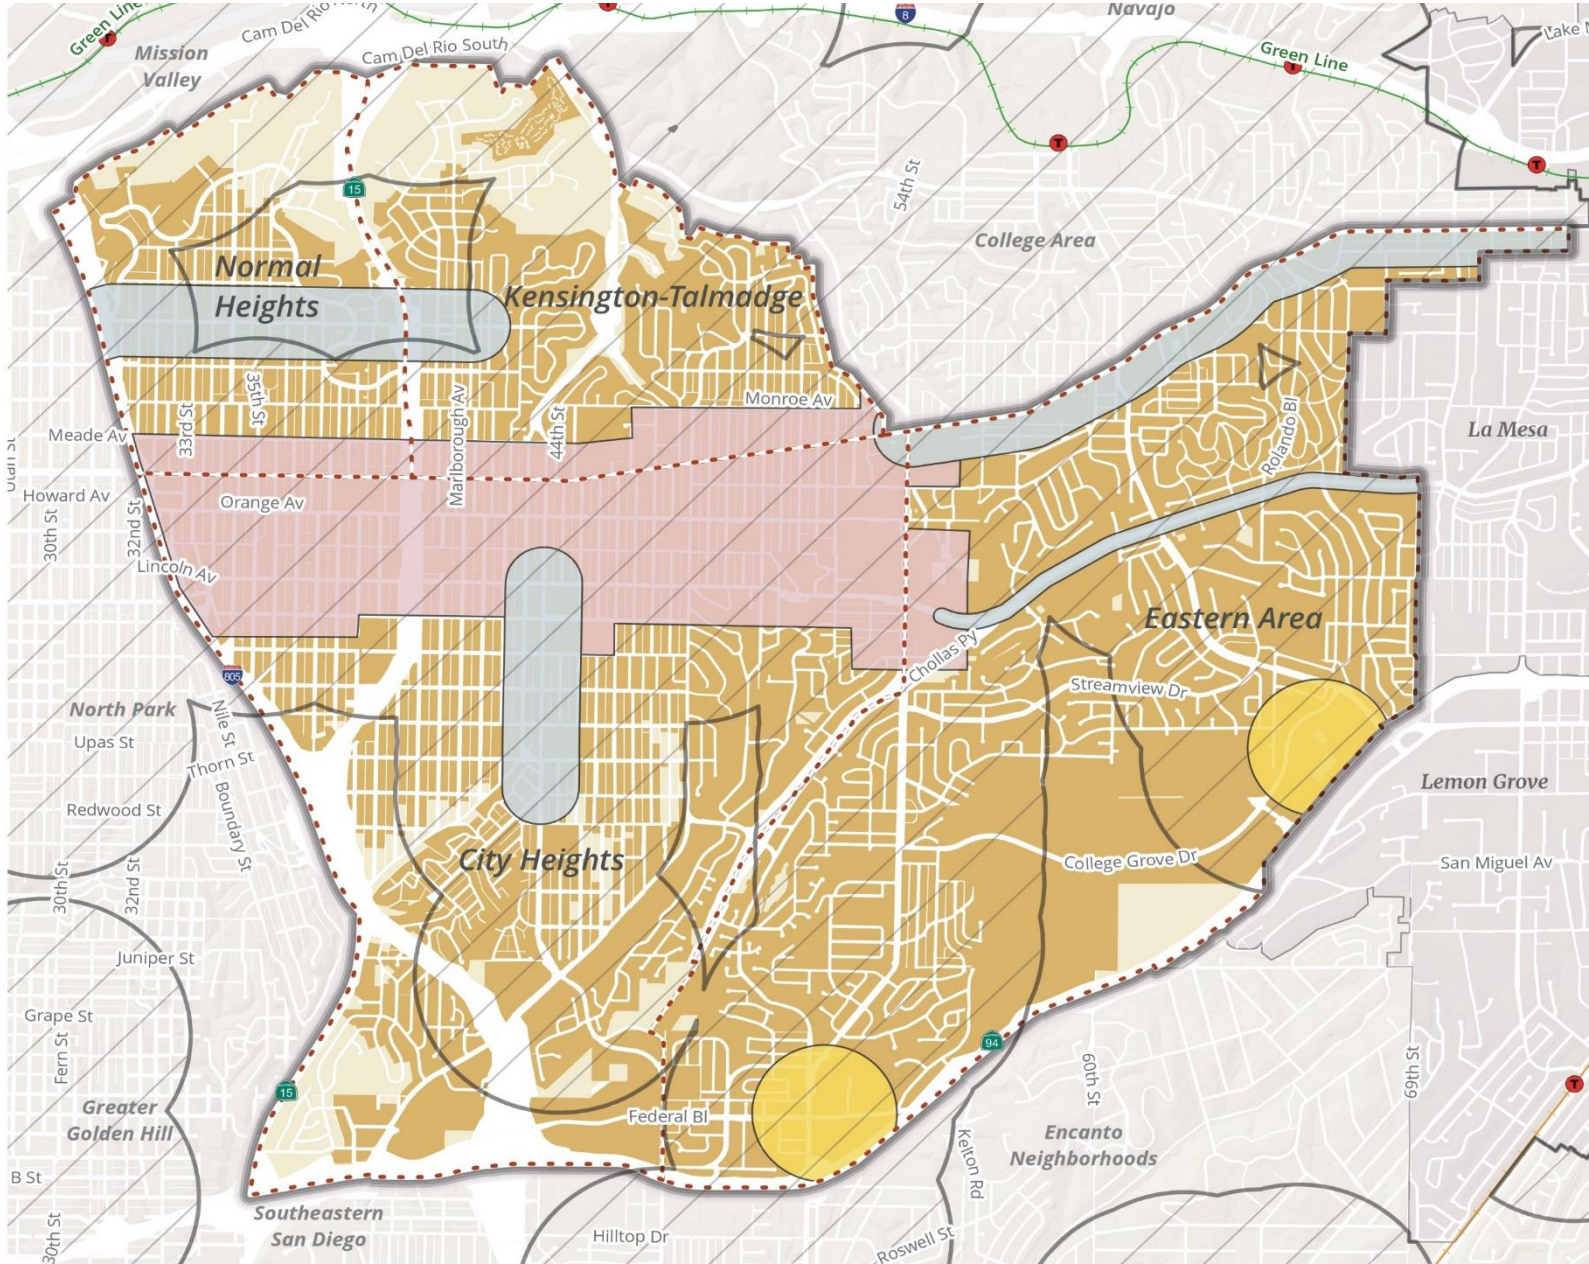 Green Line
Cam Del Rio North
8
Navajo
Lake M
Mission
Valley
Cam Del Rio South
Green Line
T
T
T
T
T
15
54th St
College Area
Normal
Heights
Kensington-Talmadge
35th St
33rd St
Marlborough Av
44th St
Monroe Av
Rolando Bl
La Mesa
Meade Av
Utah St
Howard Av
Orange Av
30th St
32nd St
Lincoln Av
Eastern Area
Chollas Py
805
Streamview Dr
North Park
Nile St
Upas St
Thorn St
Lemon Grove
Redwood St
Boundary St
City Heights
College Grove Dr
San Miguel Av
30th St
32nd St
Juniper St
Grape St
Fern St
94
15
60th St
69th St
T
Greater
Golden Hill
Federal Bl
Encanto
Neighborhoods
Kelton Rd
B St
Southeastern
San Diego
30th St
Hilltop Dr
Roswell St